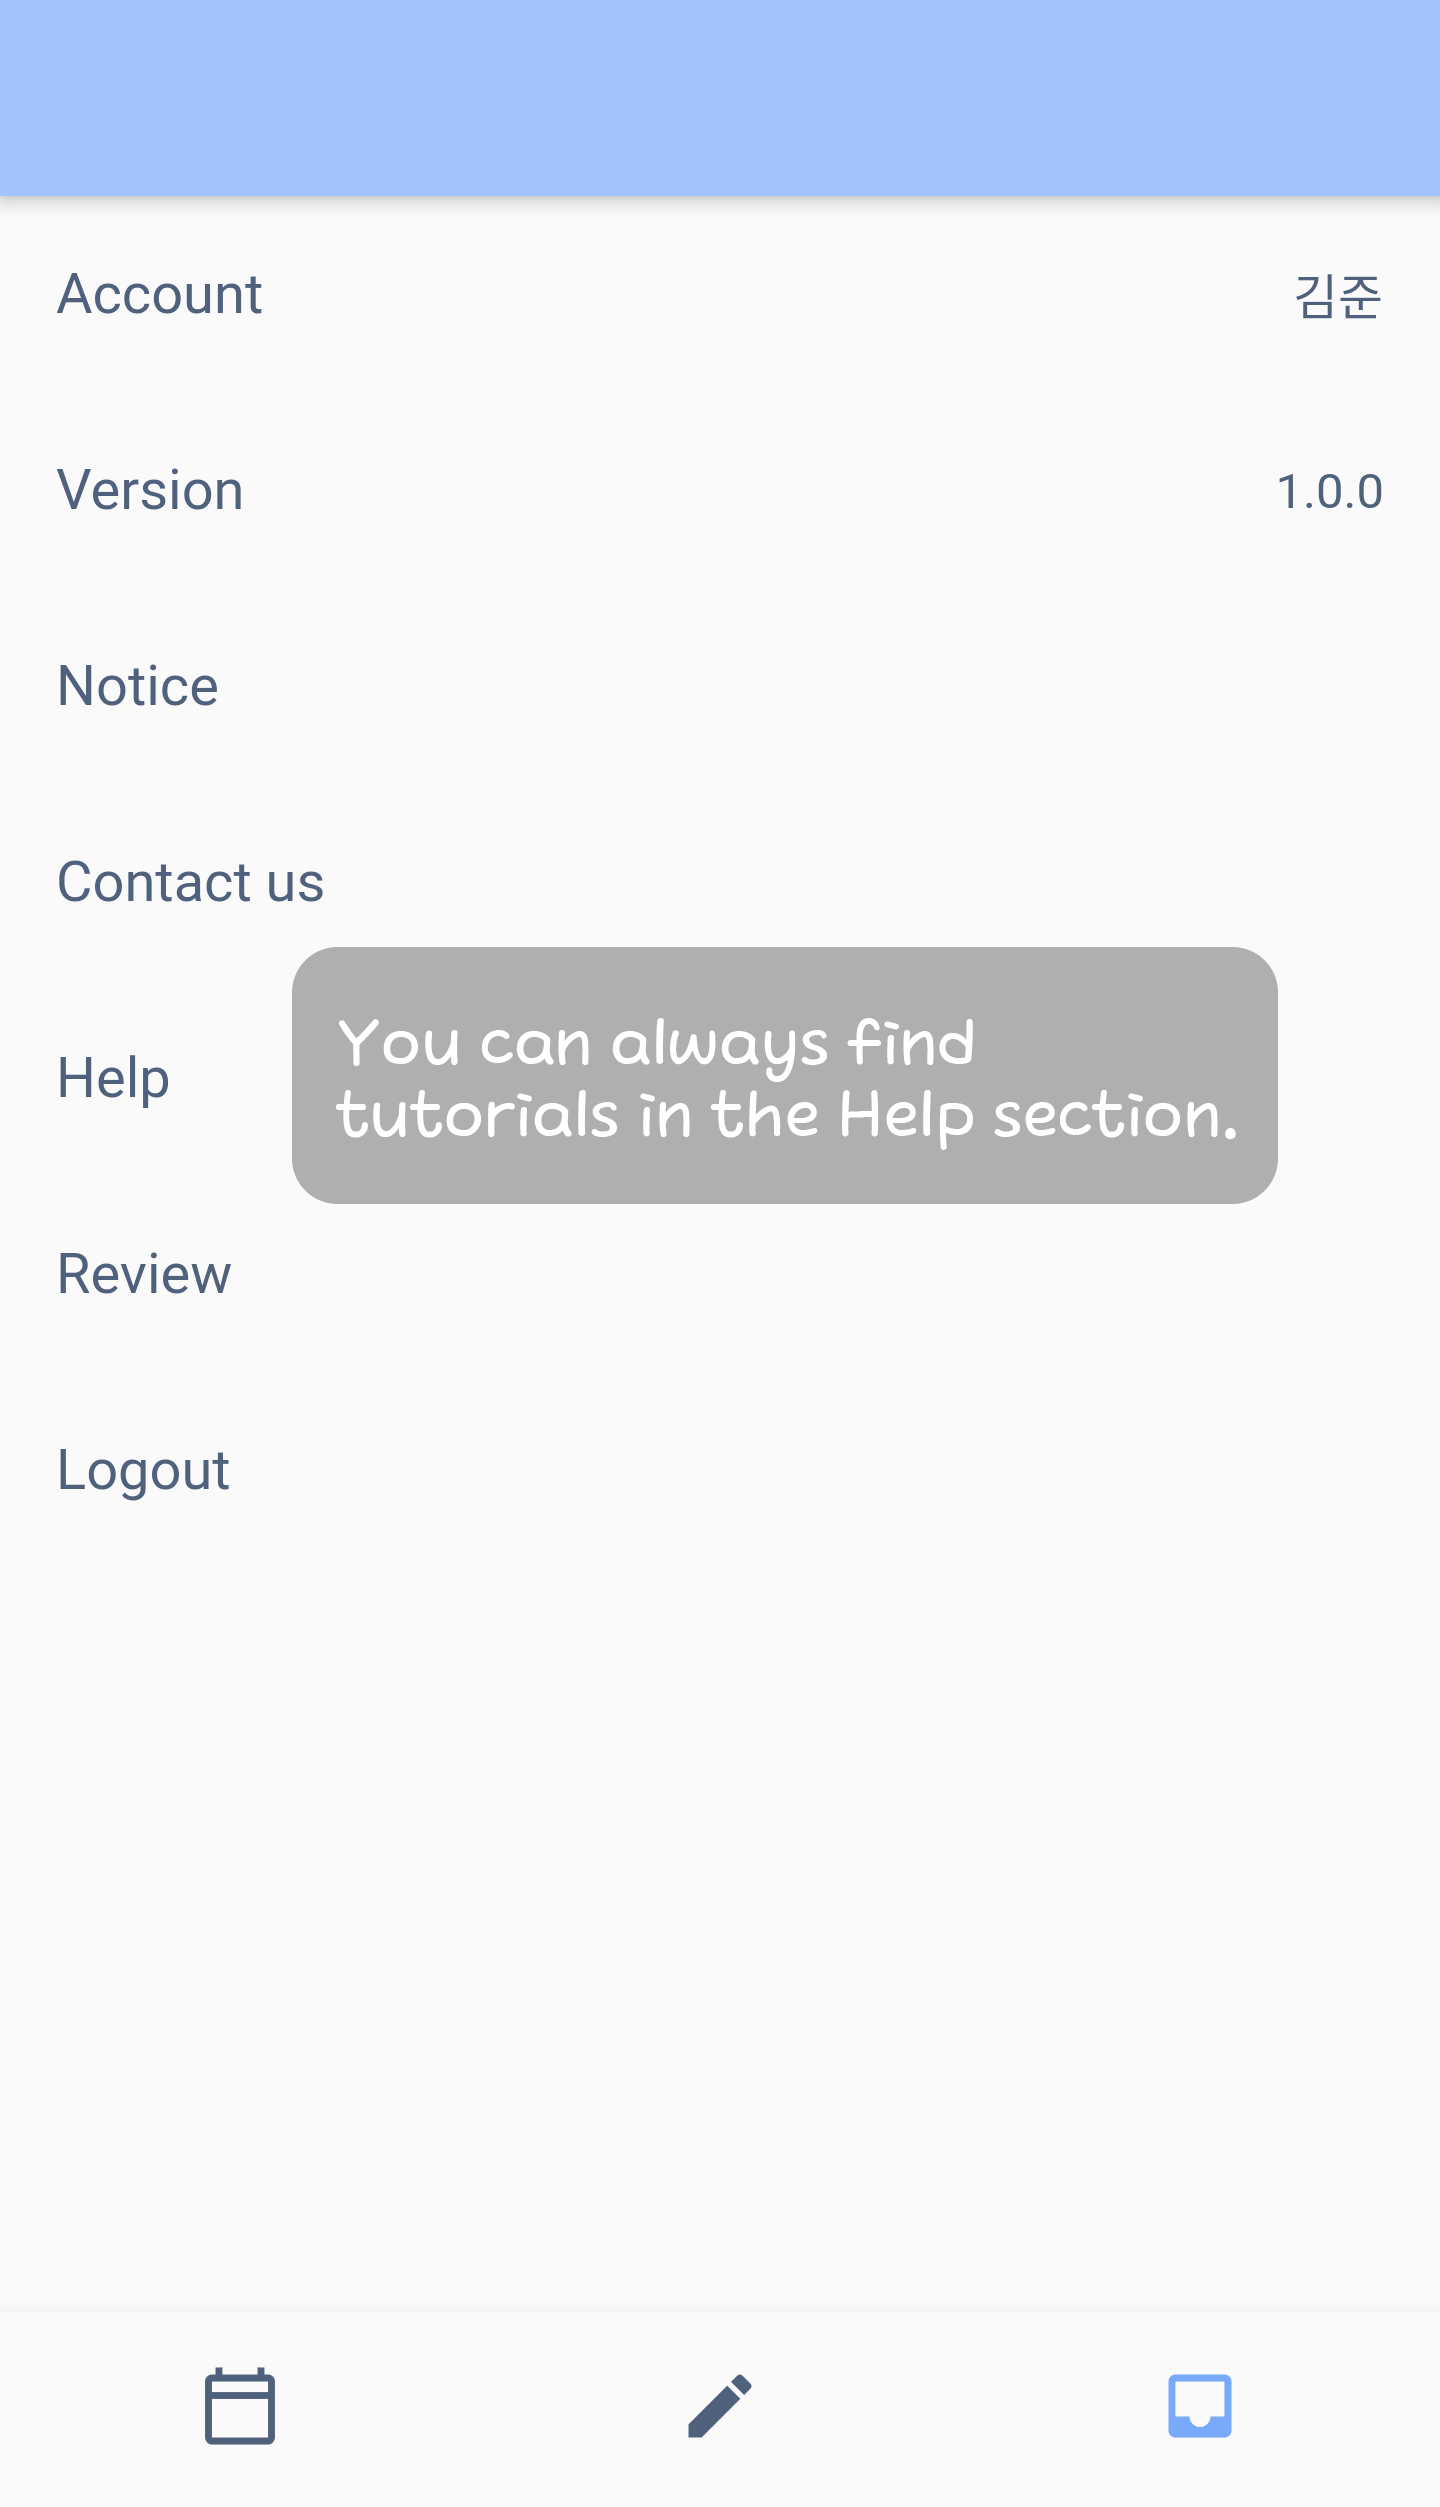 Account 김준
Version 1.0.0
Notice
Contact us
You can always find
tutorials in the Help section.
Help
Review
Logout